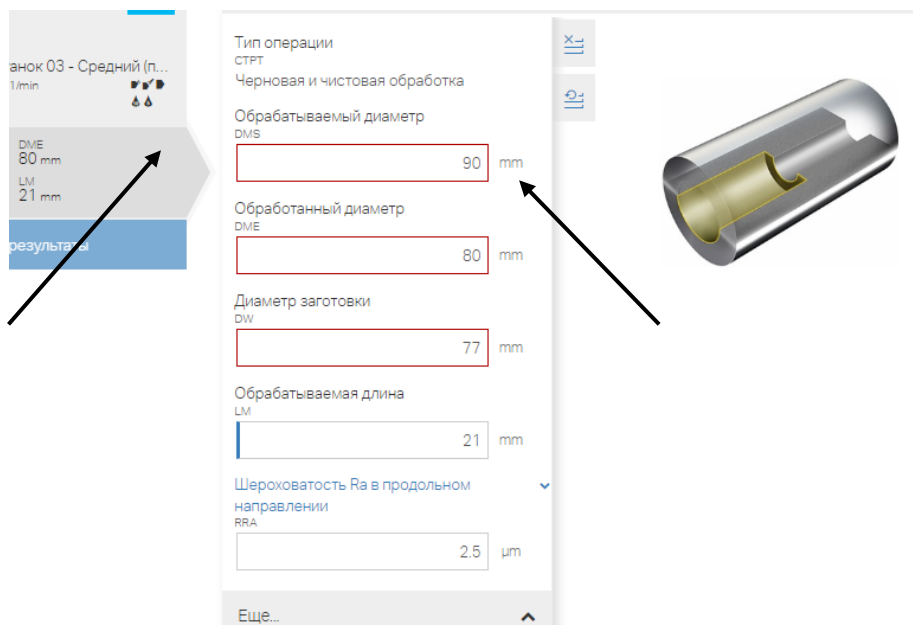 анок 03 - Средний (п...
1/min
DME
80 mm
LM
21 mm
результаты
Тип операции
CTPT
Черновая и чистовая обработка
Обрабатываемый диаметр
DMS
90 mm
Обработанный диаметр
DME
80 mm
Диаметр заготовки
DW
77 mm
Обрабатываемая длина
LM
21 mm
Шероховатость Ra в продольном
направлении
RRA
2.5 µm
Еще...